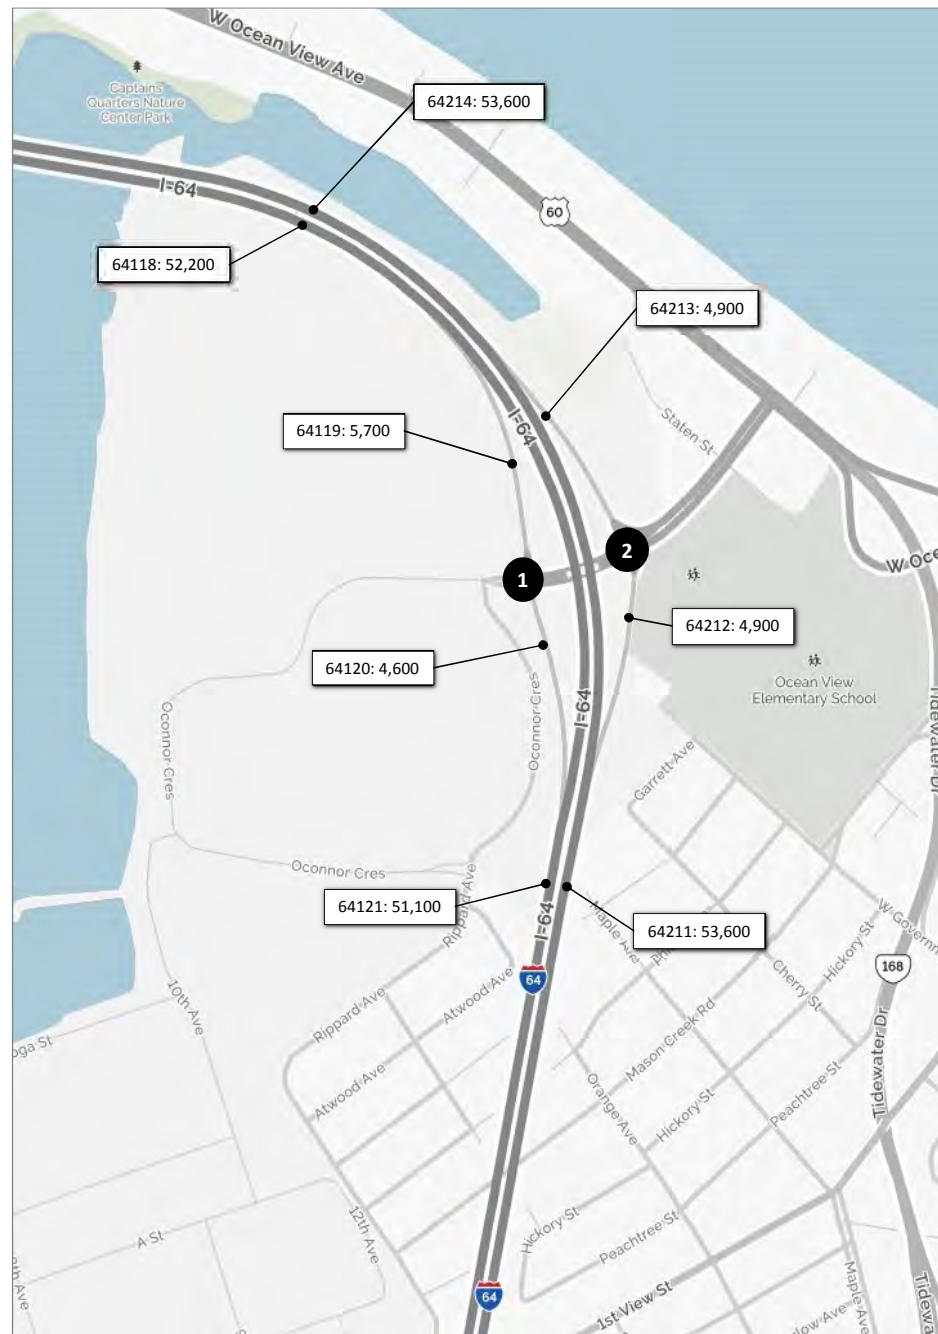 W Ocean View Ave
Captains
Quarters Nature
Center Park
64214: 53,600
I-64
60
64118: 52,200
64213: 4,900
I-64
Staten St
64119: 5,700
1
2
W Oce
64212: 4,900
64120: 4,600
Ocean View
Elementary School
Oconnor Cres
Oconnor Cres
I-64
Tidewater Dr
Garrett Ave
Oconnor Cres
Rippard Ave
64121: 51,100
I-64
Maple Ave
64211: 53,600
W Governm
Hickory St
Cherry St
168
64
10th Ave
Rippard Ave
Atwood Ave
Mason Creek Rd
oga St
Atwood Ave
Orange Ave
Hickory St
Peachtree St
Tidewater Dr
12th Ave
A St
Hickory St
Peachtree St
64
1st View St
Maple Ave
Tidewa